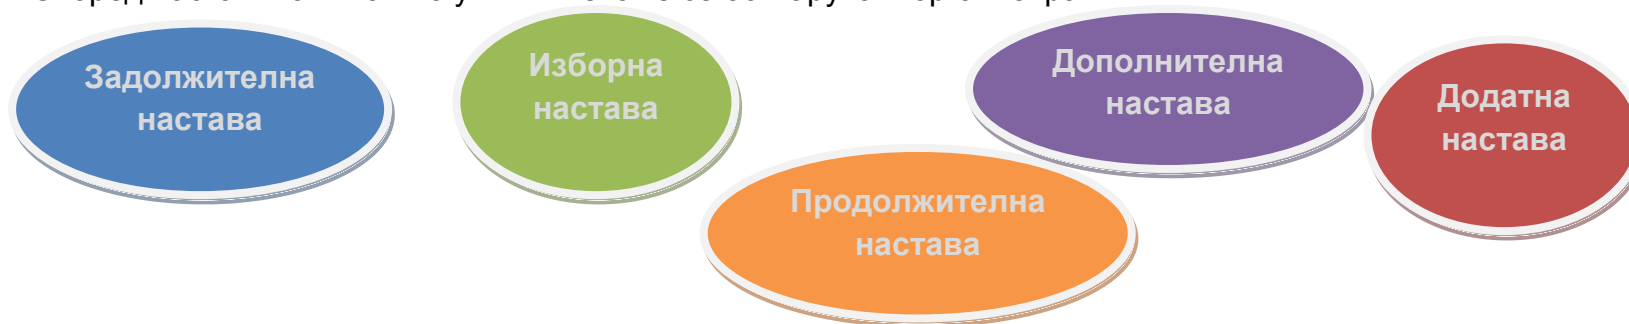 Задолжителна
настава
Изборна
настава
Дополнителна
настава
Додатна
настава
Продолжителна
настава